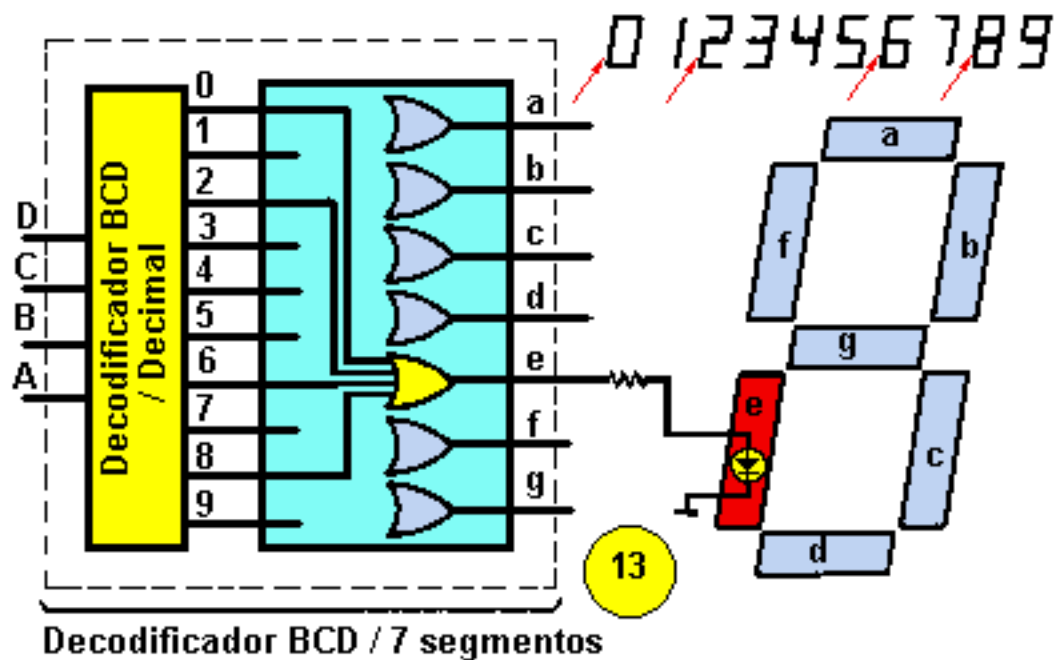 0 1 2 3 4 5 6 7 8 9
Decodificador BCD
/ Decimal
D
C
B
A
0
1
2
3
4
5
6
7
8
9
a
b
c
d
e
f
g
a
f
b
g
e
c
d
13
Decodificador BCD / 7 segmentos